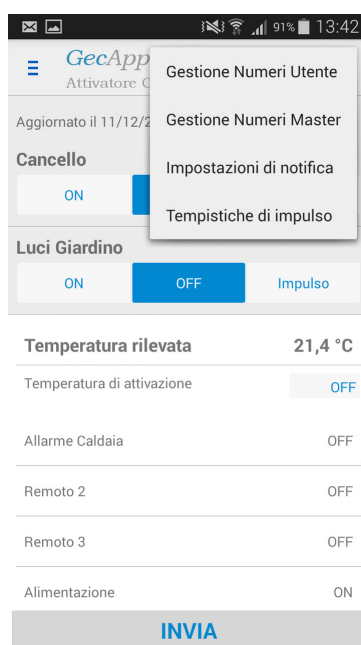 91% 13:42
GecApp
Attivatore
Gestione Numeri Utente
Gestione Numeri Master
Impostazioni di notifica
Tempistiche di impulso
Aggiornato il 11/12/2
Cancello
ON
Luci Giardino
ON OFF Impulso
Temperatura rilevata 21,4 °C
Temperatura di attivazione OFF
Allarme Caldaia OFF
Remoto 2 OFF
Remoto 3 OFF
Alimentazione ON
INVIA